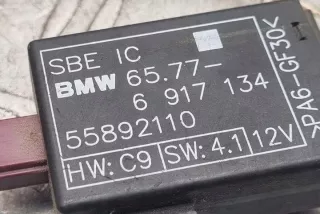 SBE IC
BMW 65.77-
6 917 134
55892110
HW: C9 SW: 4.1 12V
>PA6-GF30<